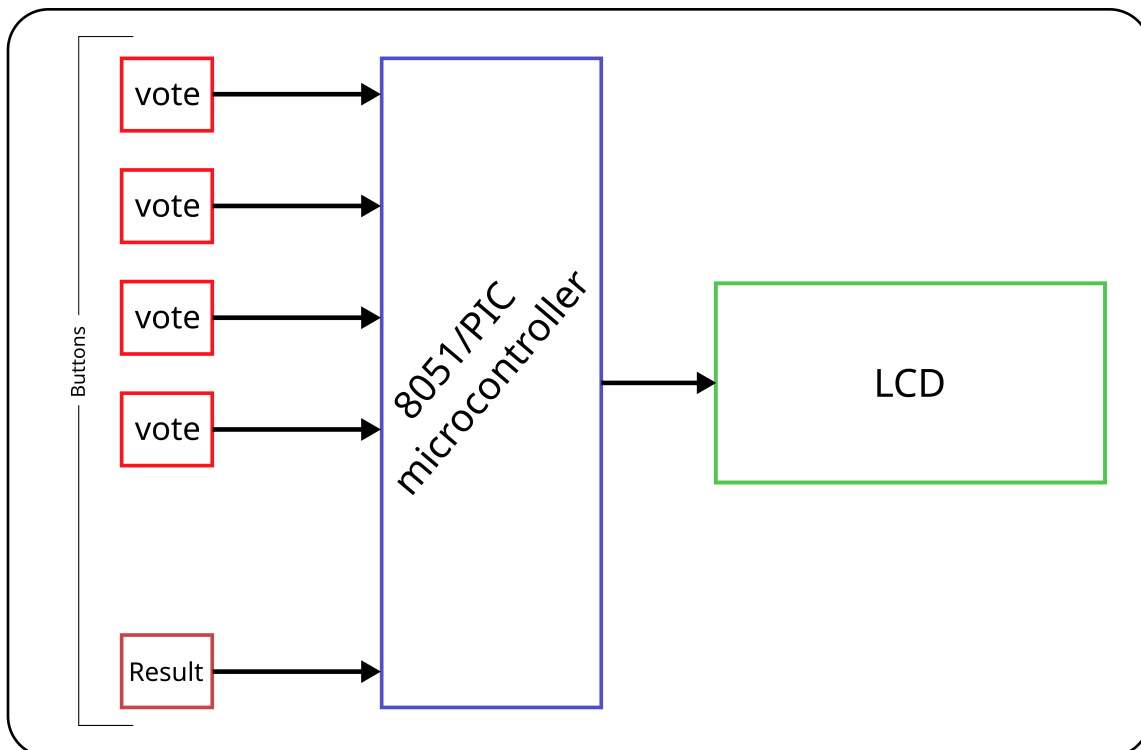 vote
vote
vote
vote
Buttons
Result
8051/PIC
microcontroller
LCD